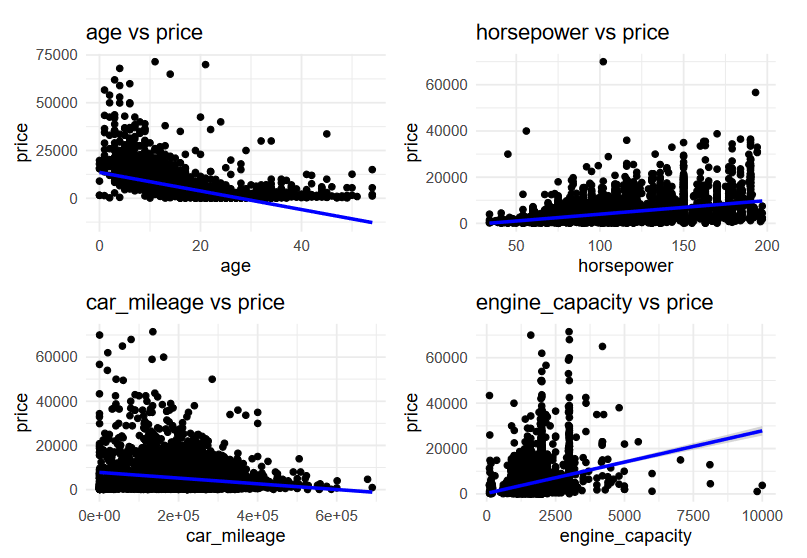 age vs price
75000
50000
25000
0
price
0 20 40
age
horsepower vs price
60000
40000
20000
0
price
50 100 150 200
horsepower
car_mileage vs price
60000
40000
20000
0
price
0e+00 2e+05 4e+05 6e+05
car_mileage
engine_capacity vs price
60000
40000
20000
0
price
0 2500 5000 7500 10000
engine_capacity